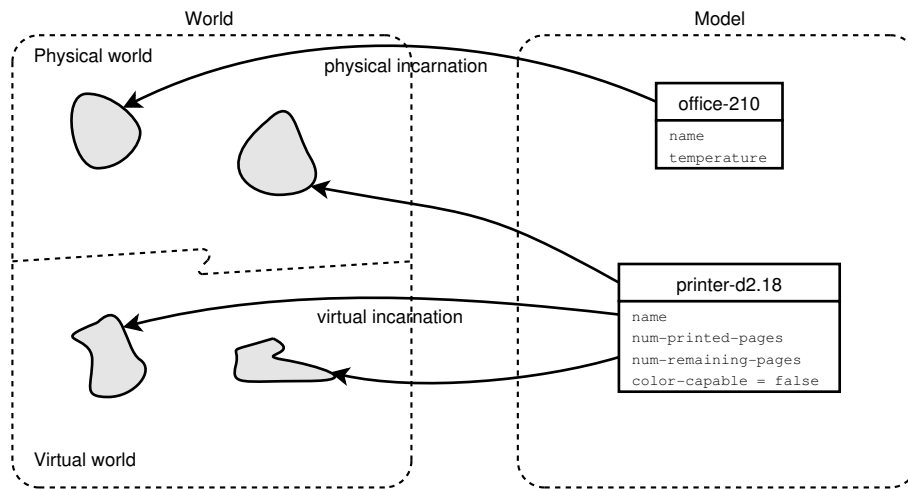 World
Model
Physical world
physical incarnation
office-210
name
temperature
printer-d2.18
name
num-printed-pages
num-remaining-pages
color-capable = false
virtual incarnation
Virtual world